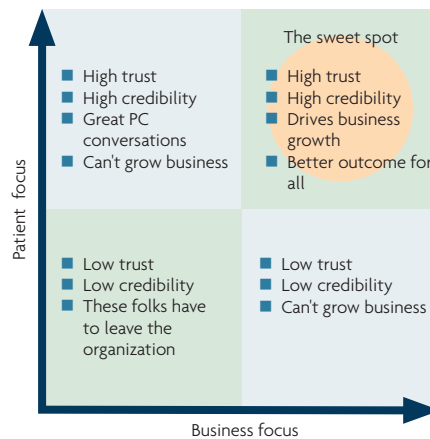 The sweet spot
High trust
High credibility
Great PC
conversations
Can't grow business
High trust
High credibility
Drives business
growth
Better outcome for
all
Low trust
Low credibility
These folks have
to leave the
organization
Low trust
Low credibility
Can't grow business
Patient focus
Business focus